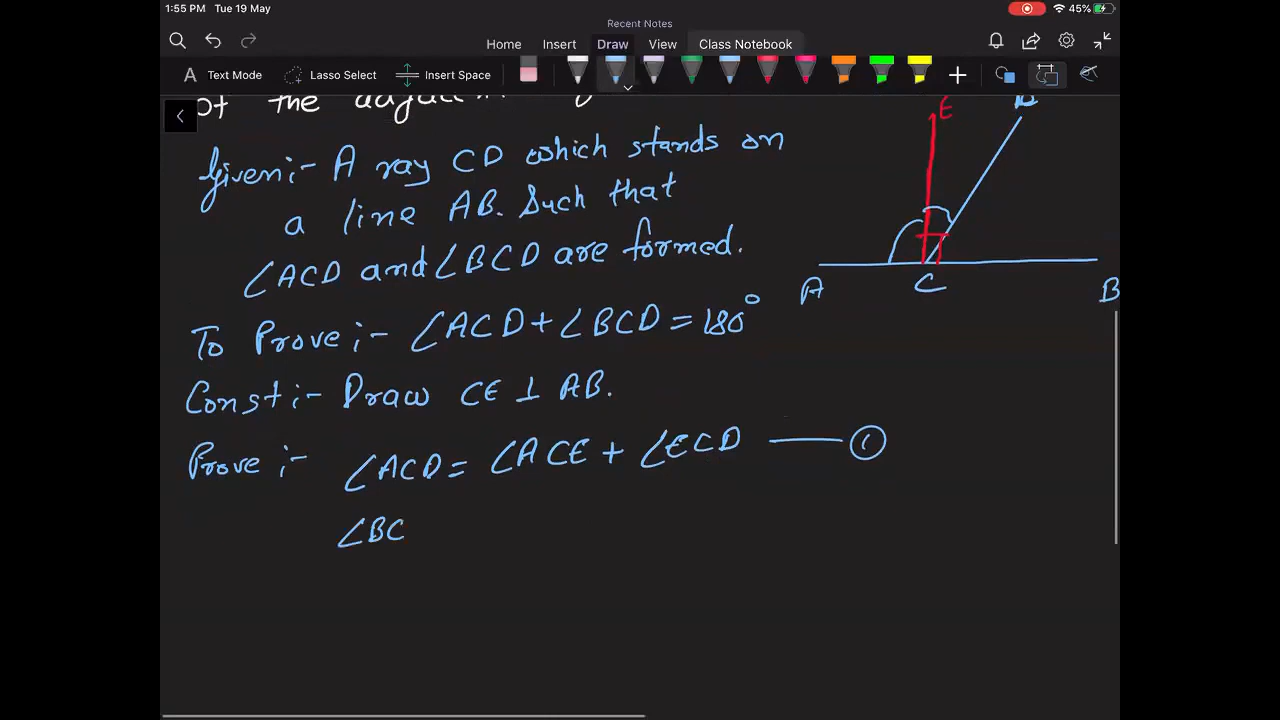 1:55 PM Tue 19 May
45%
Recent Notes
Home Insert Draw View Class Notebook
Text Mode Lasso Select Insert Space
of the
E
Given:- A ray CD which stands on
a line AB. Such that
∠ACD and ∠BCD are formed.
A C B
To Prove:- ∠ACD + ∠BCD = 180°
Const:- Draw CE ⊥ AB.
Prove:- ∠ACD = ∠ACE + ∠ECD —— ①
∠BC